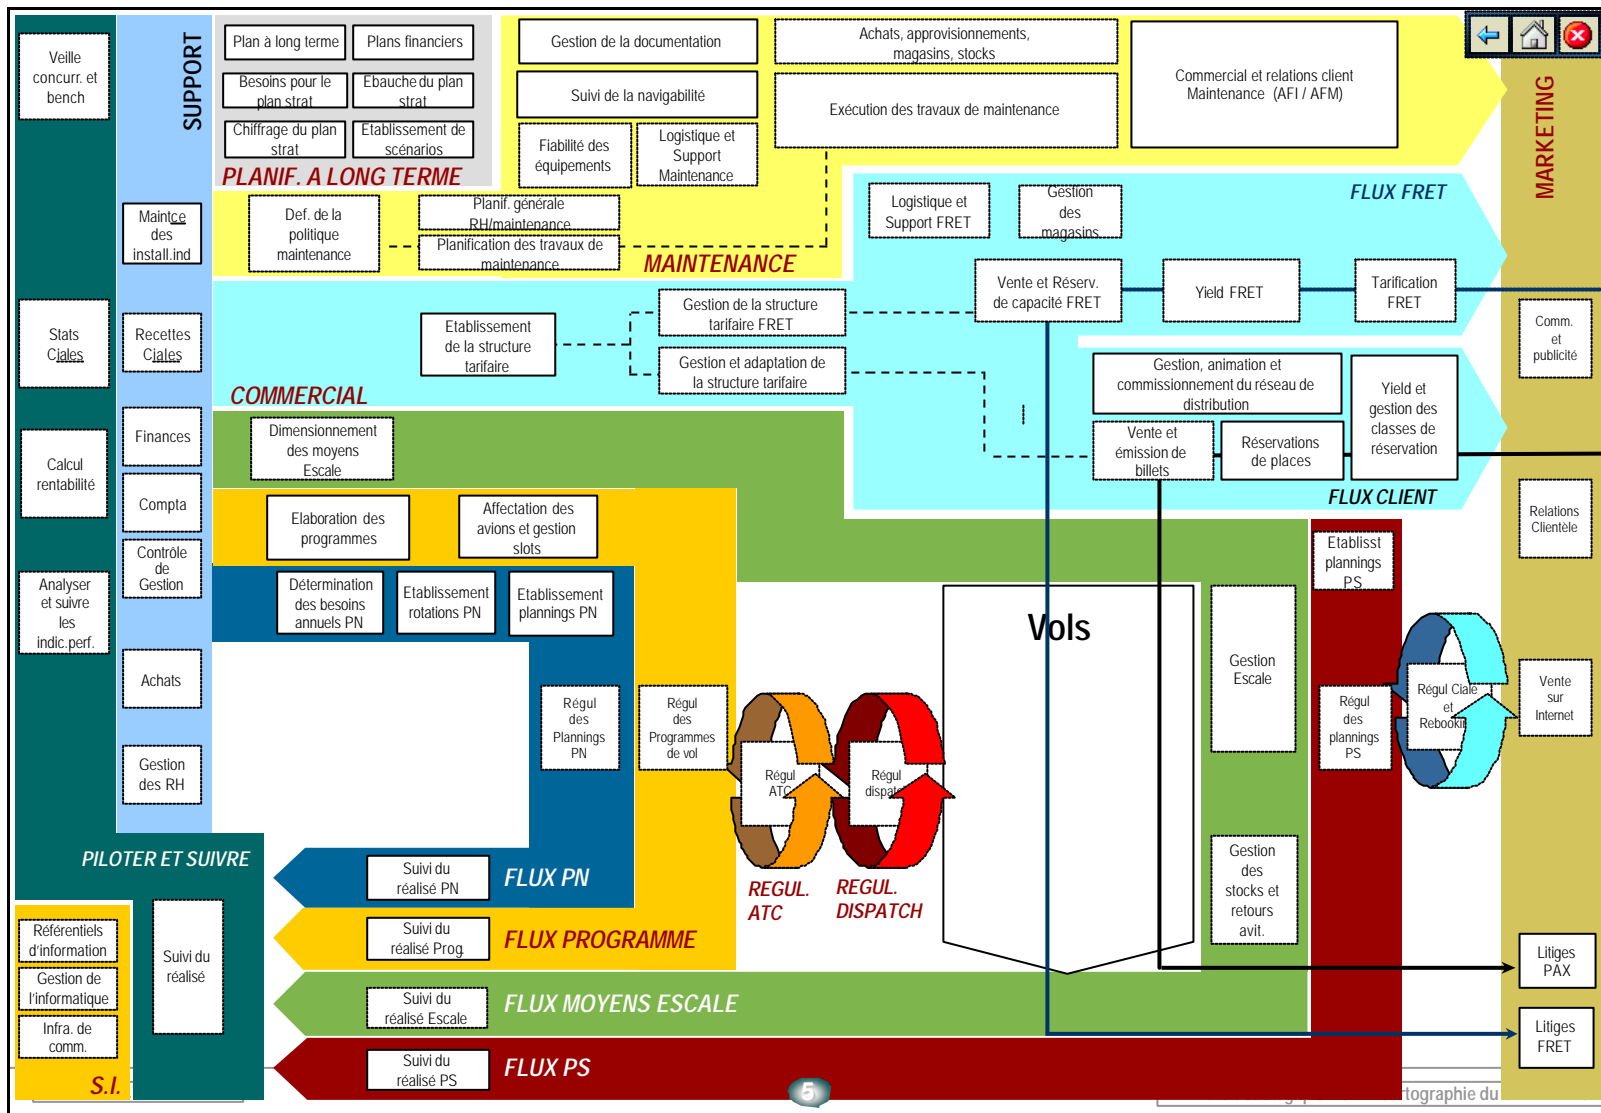 Veille
concurr. et
bench
Stats
Ciales
Calcul
rentabilité
Analyser
et suivre
les
indic.perf.
PILOTER ET SUIVRE
Suivi du
réalisé
Référentiels
d'information
Gestion de
l'informatique
Infra. de
comm.
S.I.
SUPPORT
Maintce
des
install.ind
Recettes
Ciales
Finances
Compta
Contrôle
de
Gestion
Achats
Gestion
des RH
Plan à long terme
Plans financiers
Besoins pour le
plan strat
Ebauche du plan
strat
Chiffrage du plan
strat
Etablissement de
scénarios
PLANIF. A LONG TERME
Gestion de la documentation
Suivi de la navigabilité
Fiabilité des
équipements
Logistique et
Support
Maintenance
Achats, approvisionnements,
magasins, stocks
Exécution des travaux de maintenance
Commercial et relations client
Maintenance (AFI / AFM)
Def. de la
politique
maintenance
Planif. générale
RH/maintenance
Planification des travaux de
maintenance
MAINTENANCE
Logistique et
Support FRET
Gestion
des
magasins
FLUX FRET
Vente et Réserv.
de capacité FRET
Yield FRET
Tarification
FRET
Etablissement
de la structure
tarifaire
Gestion de la structure
tarifaire FRET
Gestion et adaptation de
la structure tarifaire
COMMERCIAL
Gestion, animation et
commissionnement du réseau de
distribution
Vente et
émission de
billets
Réservations
de places
Yield et
gestion des
classes de
réservation
FLUX CLIENT
Dimensionnement
des moyens
Escale
Elaboration des
programmes
Affectation des
avions et gestion
slots
Détermination
des besoins
annuels PN
Etablissement
rotations PN
Etablissement
plannings PN
Régul
des
Plannings
PN
Régul
des
Programmes
de vol
Régul
ATC
REGUL.
ATC
Régul
dispatch
REGUL.
DISPATCH
Vols
Gestion
Escale
Gestion
des
stocks et
retours
avit.
Etablisst
plannings
PS
Régul
des
plannings
PS
Régul Ciale
et
MARKETING
Comm.
et
publicité
Relations
Clientèle
Vente
sur
Internet
Litiges
PAX
Litiges
FRET
Suivi du
réalisé PN
FLUX PN
Suivi du
réalisé Prog.
FLUX PROGRAMME
Suivi du
réalisé Escale
FLUX MOYENS ESCALE
Suivi du
réalisé PS
FLUX PS
5
rtographie du